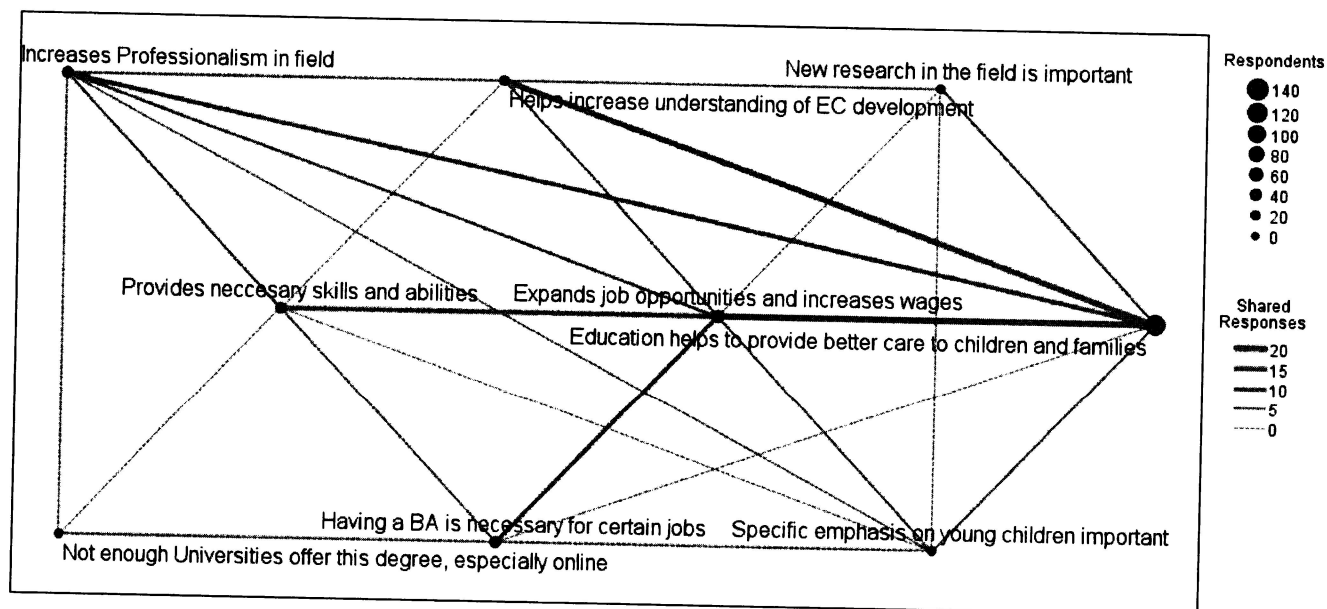 Increases Professionalism in field
New research in the field is important
Helps increase understanding of EC development
Provides neccesary skills and abilities
Expands job opportunities and increases wages
Education helps to provide better care to children and families
Having a BA is necessary for certain jobs
Specific emphasis on young children important
Not enough Universities offer this degree, especially online
Respondents
140
120
100
80
60
40
20
0
Shared
Responses
20
15
10
5
0